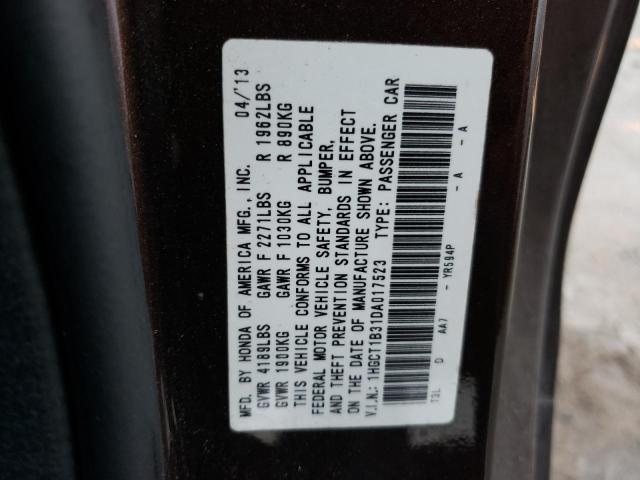 MFD. BY HONDA OF AMERICA MFG., INC. 04/'13
GVWR 4189LBS GAWR F 2271LBS R 1962LBS
GVWR 1900KG GAWR F 1030KG R 890KG
THIS VEHICLE CONFORMS TO ALL APPLICABLE
FEDERAL MOTOR VEHICLE SAFETY, BUMPER,
AND THEFT PREVENTION STANDARDS IN EFFECT
ON THE DATE OF MANUFACTURE SHOWN ABOVE.
V.I.N.: 1HGCT1B31DA017523 TYPE: PASSENGER CAR
T3L D AA7 - YR594P - A - A